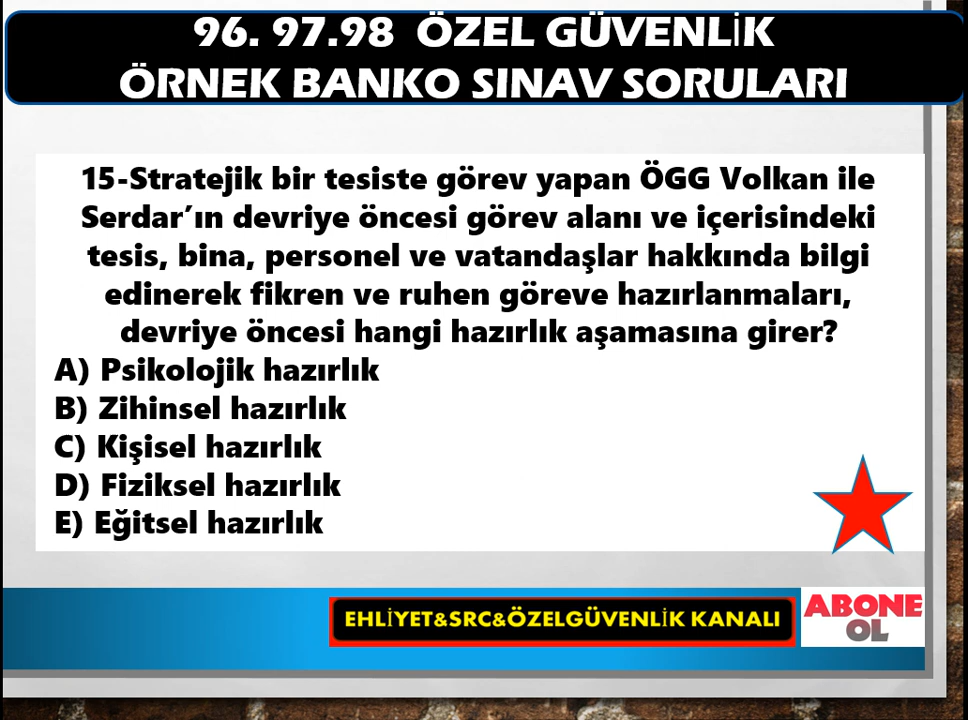 96. 97.98 ÖZEL GÜVENLİK
ÖRNEK BANKO SINAV SORULARI
15-Stratejik bir tesiste görev yapan ÖGG Volkan ile
Serdar'ın devriye öncesi görev alanı ve içerisindeki
tesis, bina, personel ve vatandaşlar hakkında bilgi
edinerek fikren ve ruhen göreve hazırlanmaları,
devriye öncesi hangi hazırlık aşamasına girer?
A) Psikolojik hazırlık
B) Zihinsel hazırlık
C) Kişisel hazırlık
D) Fiziksel hazırlık
E) Eğitsel hazırlık
EHLİYET&SRC&ÖZELGÜVENLİK KANALI
ABONE
OL